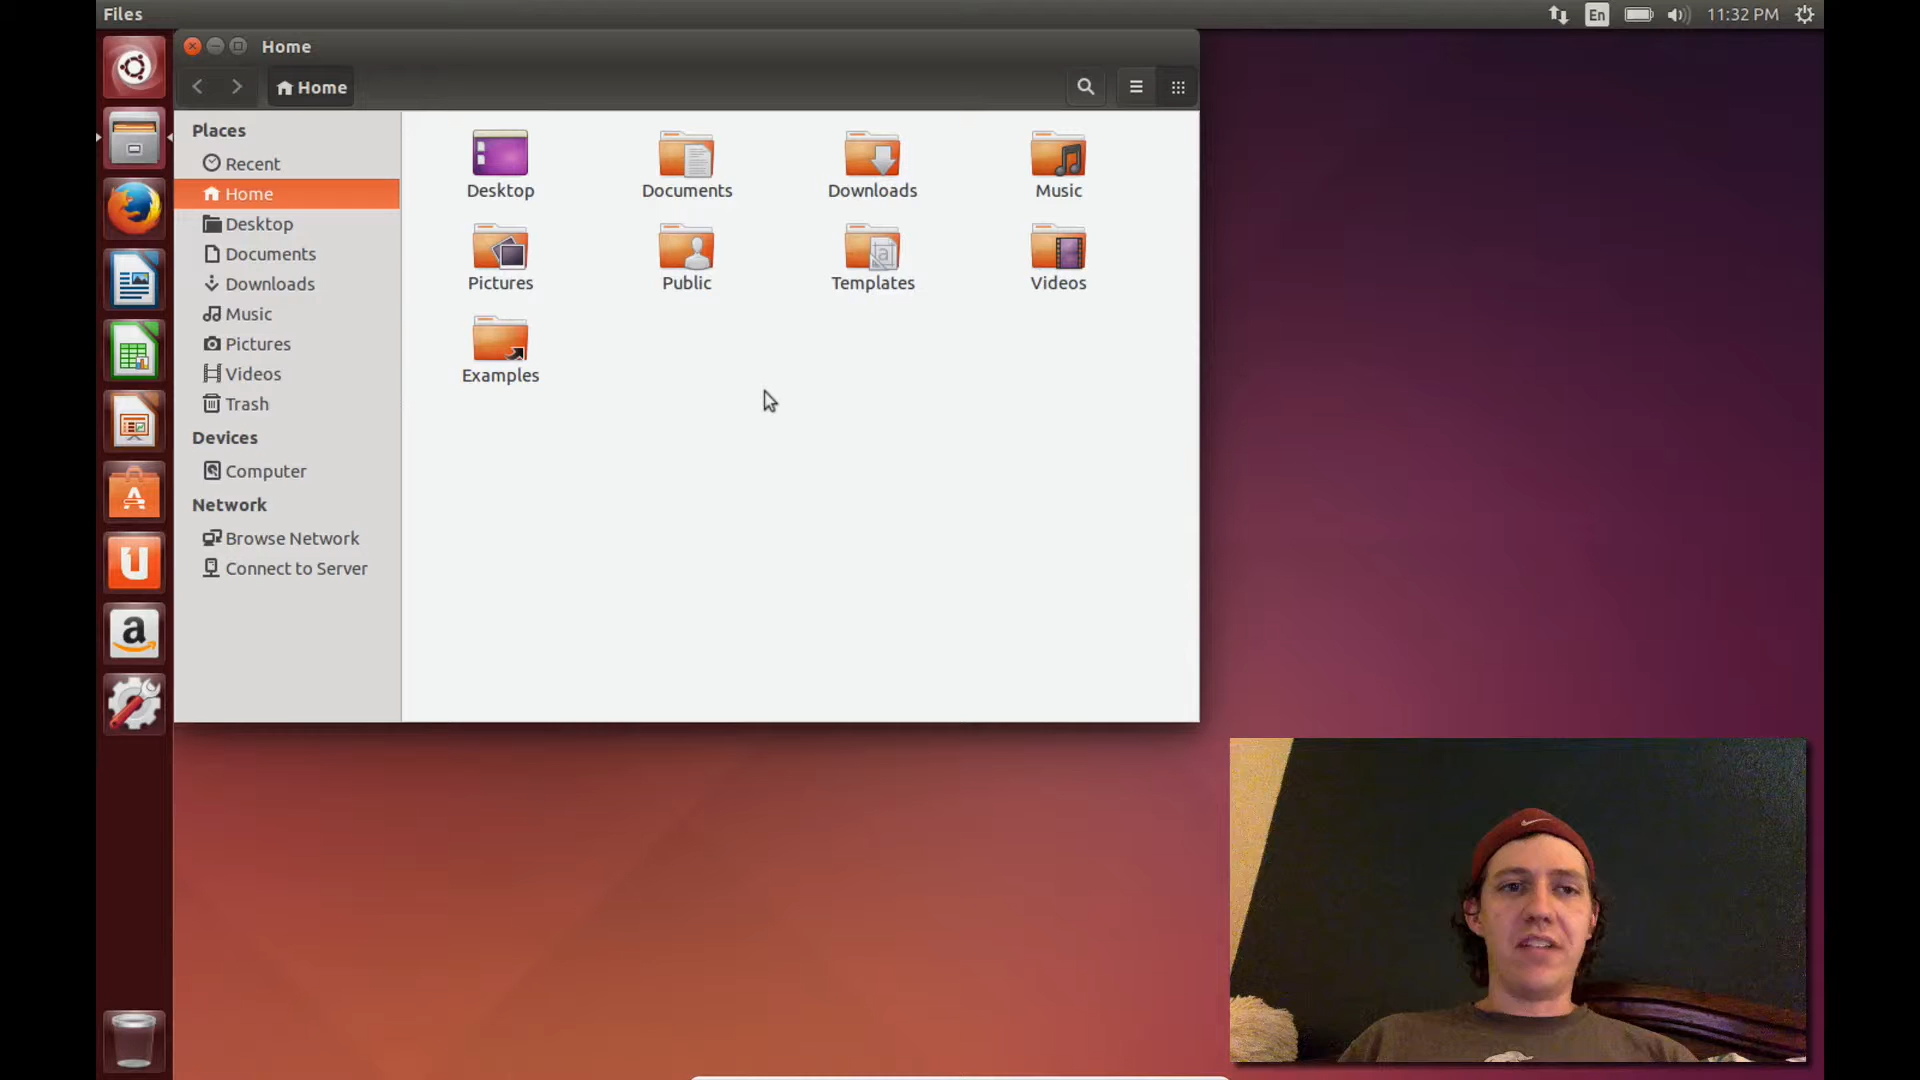 Files
En
11:32 PM
Home
Home
Places
Recent
Home
Desktop
Documents
Downloads
Music
Pictures
Videos
Trash
Devices
Computer
Network
Browse Network
Connect to Server
Desktop
Documents
Downloads
Music
Pictures
Public
Templates
Videos
Examples